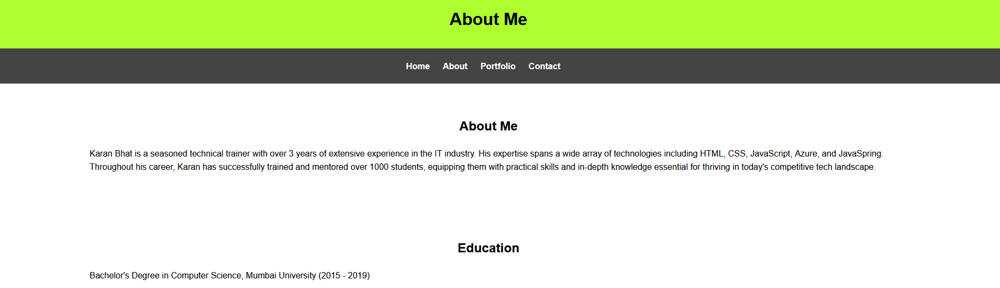 About Me
Home About Portfolio Contact
About Me
Karan Bhat is a seasoned technical trainer with over 3 years of extensive experience in the IT industry. His expertise spans a wide array of technologies including HTML, CSS, JavaScript, Azure, and JavaSpring.
Throughout his career, Karan has successfully trained and mentored over 1000 students, equipping them with practical skills and in-depth knowledge essential for thriving in today's competitive tech landscape.
Education
Bachelor's Degree in Computer Science, Mumbai University (2015 - 2019)